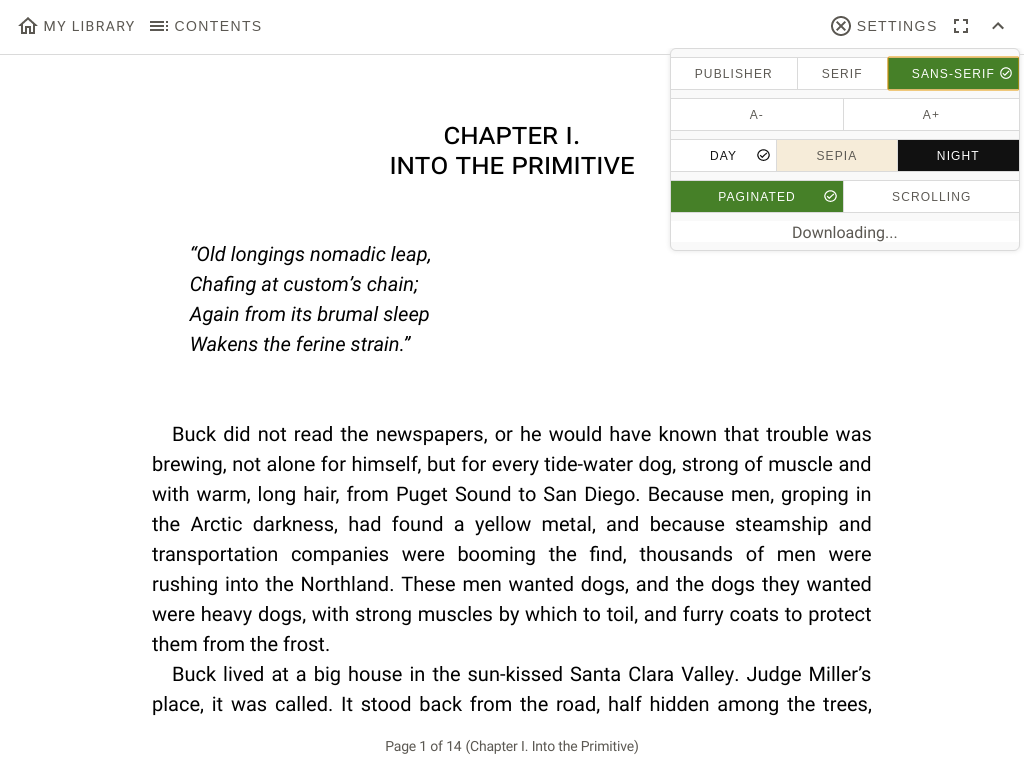 MY LIBRARY CONTENTS SETTINGS
PUBLISHER SERIF SANS-SERIF
A- A+
DAY SEPIA NIGHT
PAGINATED SCROLLING
Downloading...
CHAPTER I.
INTO THE PRIMITIVE
“Old longings nomadic leap,
Chafing at custom’s chain;
Again from its brumal sleep
Wakens the ferine strain.”
Buck did not read the newspapers, or he would have known that trouble was
brewing, not alone for himself, but for every tide-water dog, strong of muscle and
with warm, long hair, from Puget Sound to San Diego. Because men, groping in
the Arctic darkness, had found a yellow metal, and because steamship and
transportation companies were booming the find, thousands of men were
rushing into the Northland. These men wanted dogs, and the dogs they wanted
were heavy dogs, with strong muscles by which to toil, and furry coats to protect
them from the frost.
Buck lived at a big house in the sun-kissed Santa Clara Valley. Judge Miller’s
place, it was called. It stood back from the road, half hidden among the trees,
Page 1 of 14 (Chapter I. Into the Primitive)